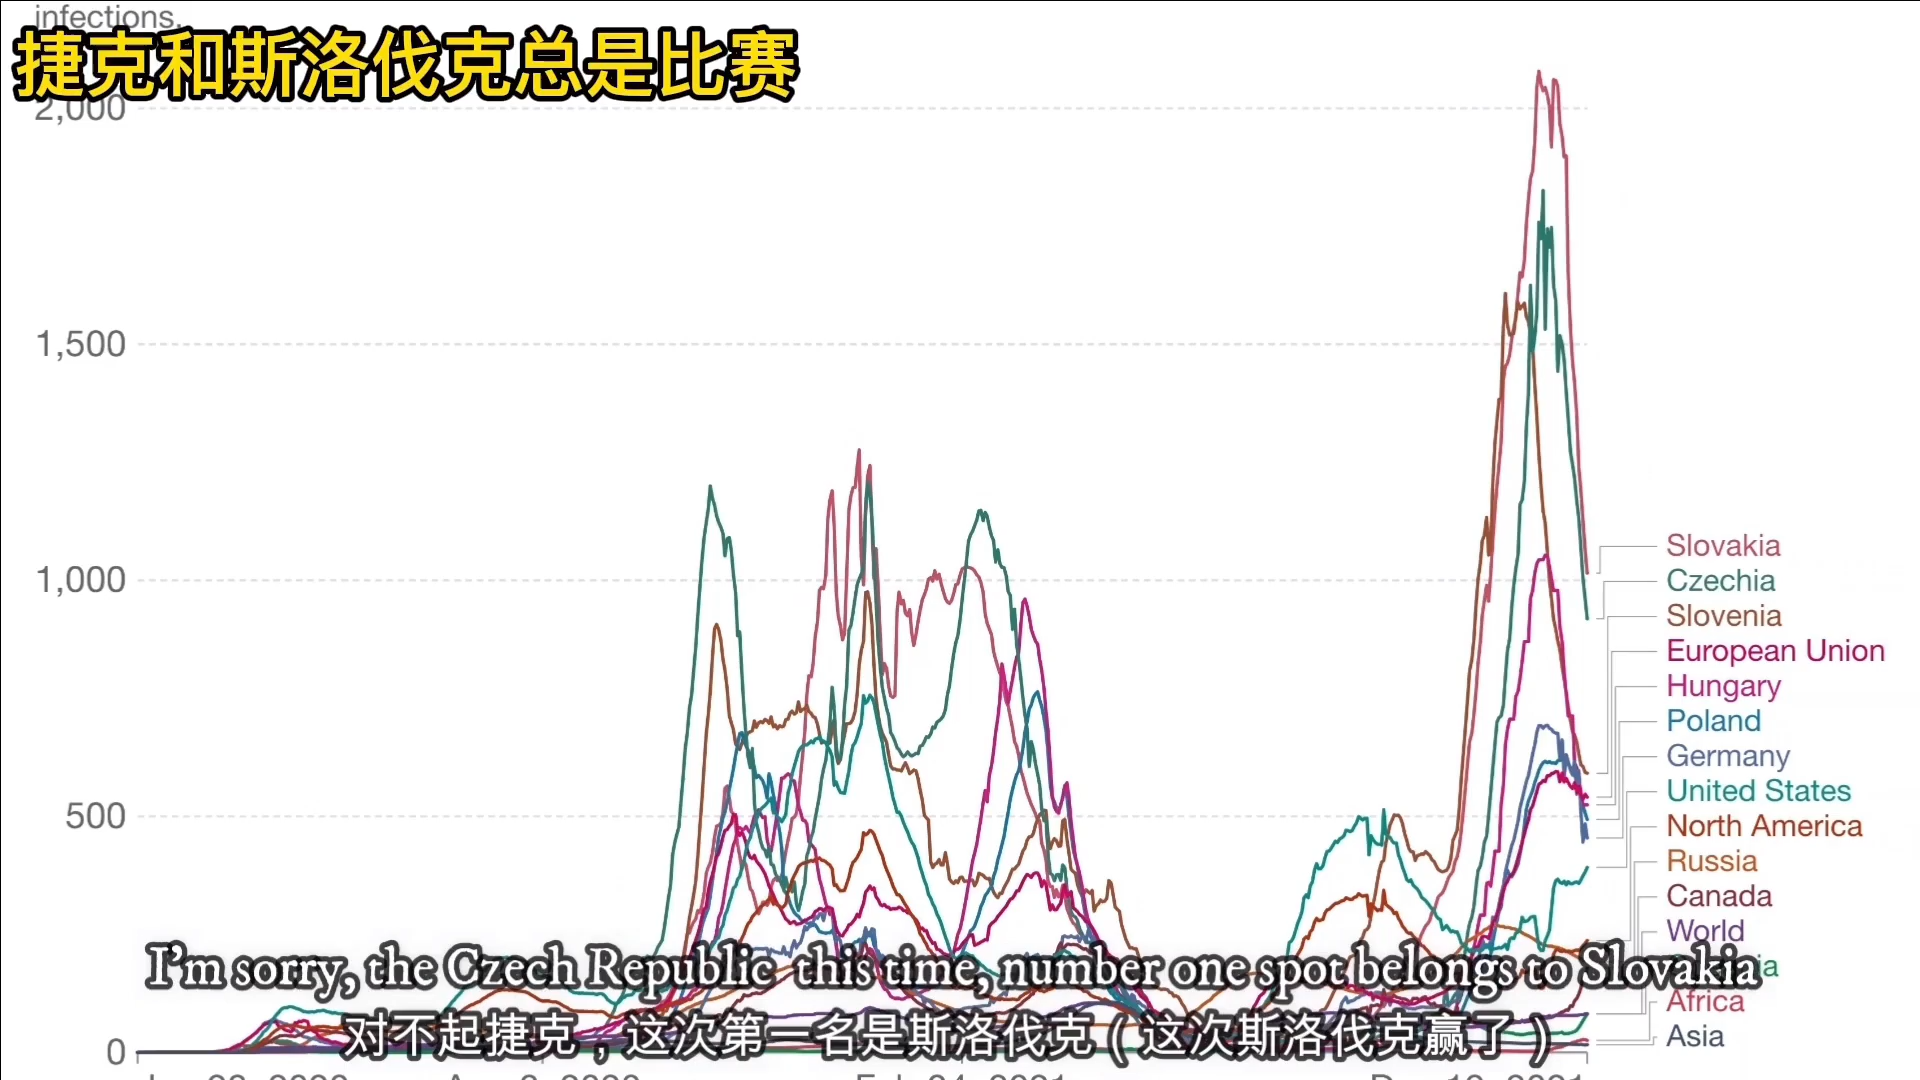 infections.
捷克和斯洛伐克总是比赛
2,000
1,500
1,000
500
0
Slovakia
Czechia
Slovenia
European Union
Hungary
Poland
Germany
United States
North America
Russia
Canada
World
Africa
Asia
I'm sorry, the Czech Republic this time, number one spot belongs to Slovakia
对不起捷克，这次第一名是斯洛伐克（这次斯洛伐克赢了）